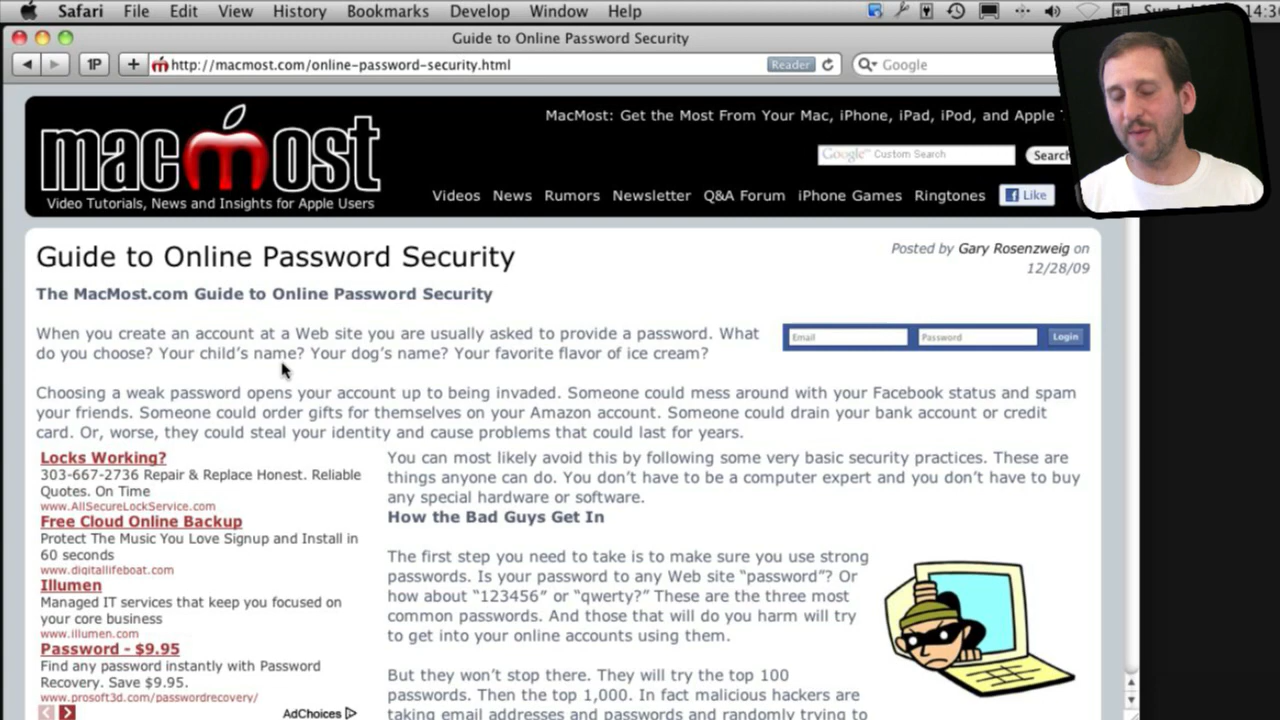 Safari File Edit View History Bookmarks Develop Window Help
Guide to Online Password Security
1P
http://macmost.com/online-password-security.html
Reader
Google
macmost
Video Tutorials, News and Insights for Apple Users
MacMost: Get the Most From Your Mac, iPhone, iPad, iPod, and Apple
Google Custom Search
Search
Videos News Rumors Newsletter Q&A Forum iPhone Games Ringtones Like
Guide to Online Password Security
Posted by Gary Rosenzweig on
12/28/09
The MacMost.com Guide to Online Password Security
When you create an account at a Web site you are usually asked to provide a password. What
do you choose? Your child's name? Your dog's name? Your favorite flavor of ice cream?
Email Password Login
Choosing a weak password opens your account up to being invaded. Someone could mess around with your Facebook status and spam
your friends. Someone could order gifts for themselves on your Amazon account. Someone could drain your bank account or credit
card. Or, worse, they could steal your identity and cause problems that could last for years.
Locks Working?
303-667-2736 Repair & Replace Honest. Reliable
Quotes. On Time
www.AllSecureLockService.com
Free Cloud Online Backup
Protect The Music You Love Signup and Install in
60 seconds
www.digitallifeboat.com
Illumen
Managed IT services that keep you focused on
your core business
www.illumen.com
Password - $9.95
Find any password instantly with Password
Recovery. Save $9.95.
www.prosoft3d.com/passwordrecovery/
AdChoices
You can most likely avoid this by following some very basic security practices. These are
things anyone can do. You don't have to be a computer expert and you don't have to buy
any special hardware or software.
How the Bad Guys Get In
The first step you need to take is to make sure you use strong
passwords. Is your password to any Web site “password”? Or
how about “123456” or “qwerty?” These are the three most
common passwords. And those that will do you harm will try
to get into your online accounts using them.
But they won't stop there. They will try the top 100
passwords. Then the top 1,000. In fact malicious hackers are
taking email addresses and passwords and randomly trying to